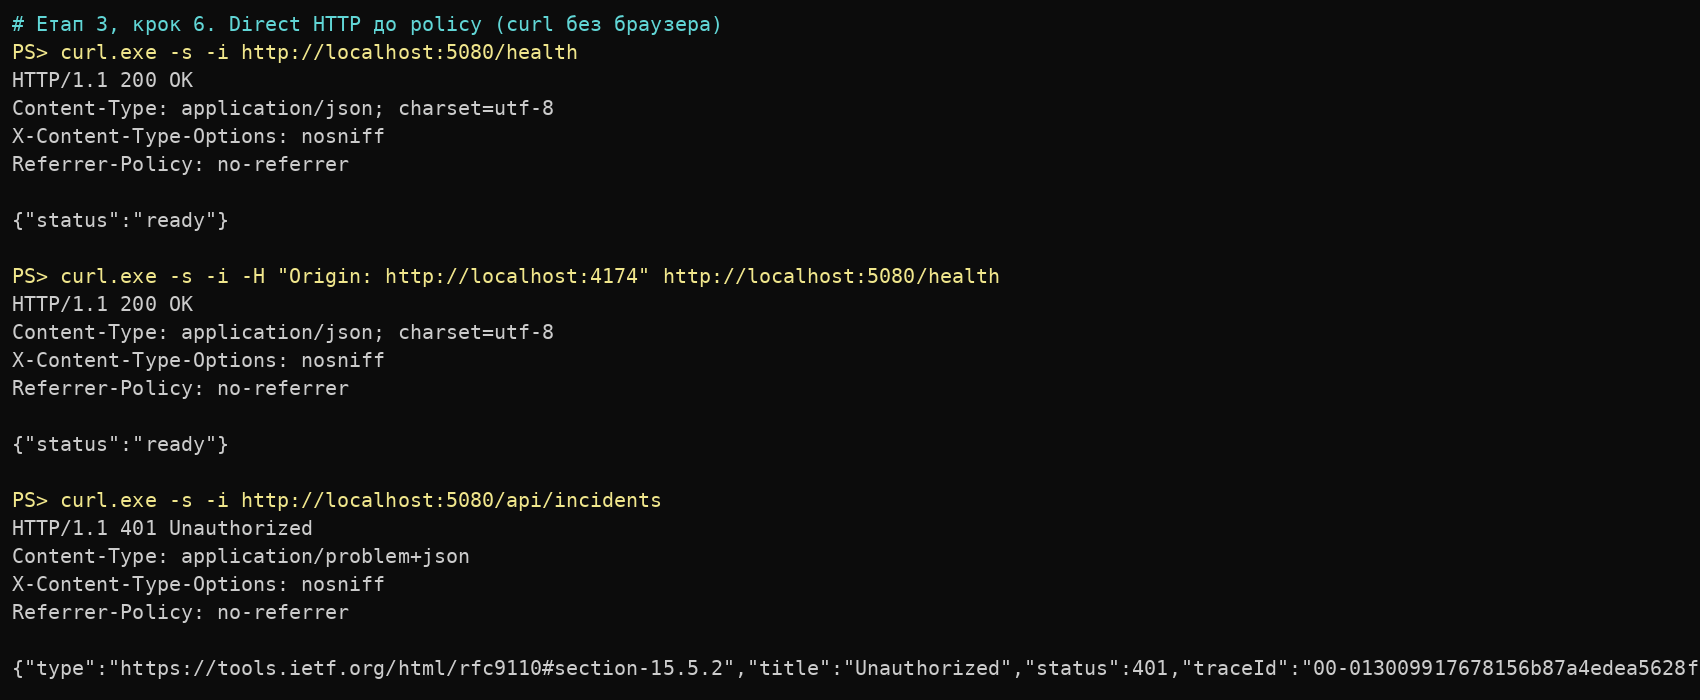 # Етап 3, крок 6. Direct HTTP до policy (curl без браузера)
PS> curl.exe -s -i http://localhost:5080/health
HTTP/1.1 200 OK
Content-Type: application/json; charset=utf-8
X-Content-Type-Options: nosniff
Referrer-Policy: no-referrer
{"status":"ready"}
PS> curl.exe -s -i -H "Origin: http://localhost:4174" http://localhost:5080/health
HTTP/1.1 200 OK
Content-Type: application/json; charset=utf-8
X-Content-Type-Options: nosniff
Referrer-Policy: no-referrer
{"status":"ready"}
PS> curl.exe -s -i http://localhost:5080/api/incidents
HTTP/1.1 401 Unauthorized
Content-Type: application/problem+json
X-Content-Type-Options: nosniff
Referrer-Policy: no-referrer
{"type":"https://tools.ietf.org/html/rfc9110#section-15.5.2","title":"Unauthorized","status":401,"traceId":"00-013009917678156b87a4edea5628f